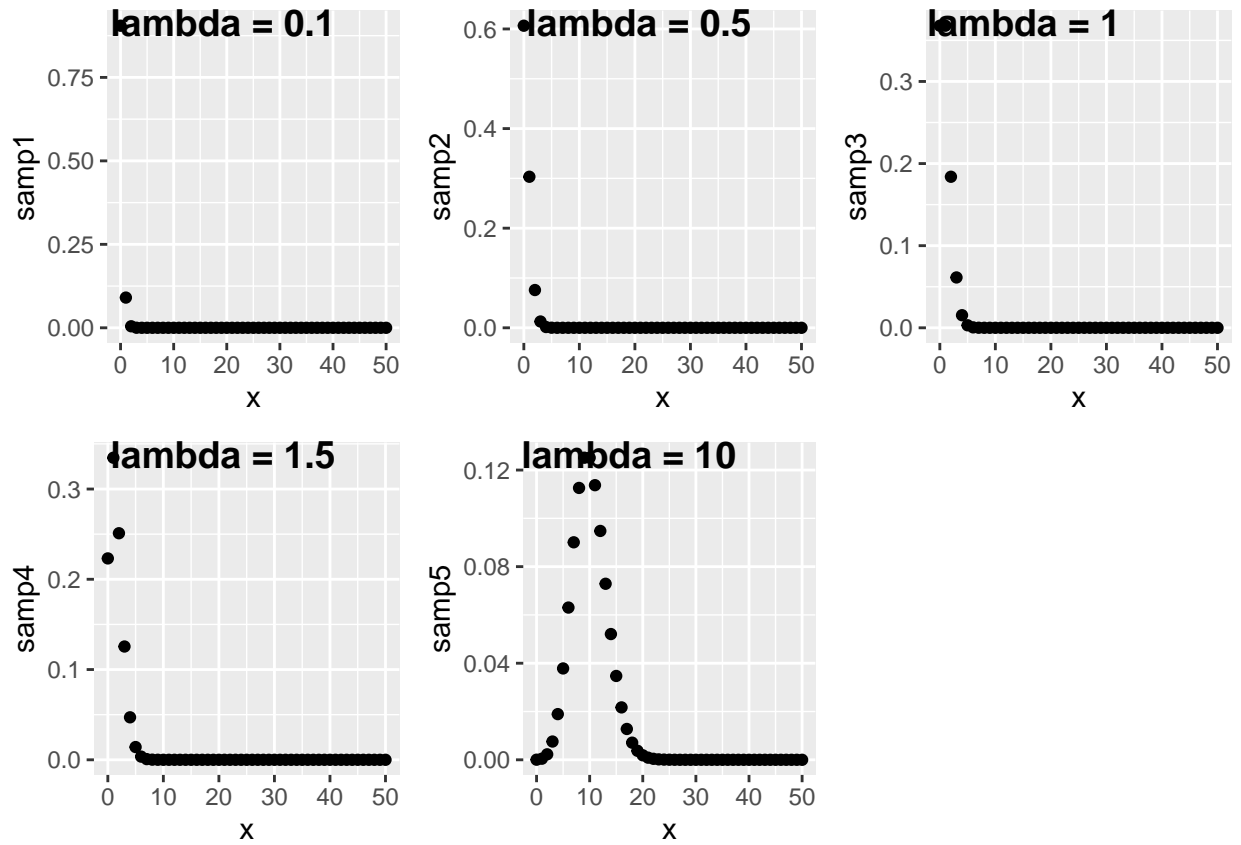 lambda = 0.1
0.75
0.50
0.25
0.00
samp1
0 10 20 30 40 50
x
lambda = 0.5
0.6
0.4
0.2
0.0
samp2
0 10 20 30 40 50
x
lambda = 1
0.3
0.2
0.1
0.0
samp3
0 10 20 30 40 50
x
lambda = 1.5
0.3
0.2
0.1
0.0
samp4
0 10 20 30 40 50
x
lambda = 10
0.12
0.08
0.04
0.00
samp5
0 10 20 30 40 50
x